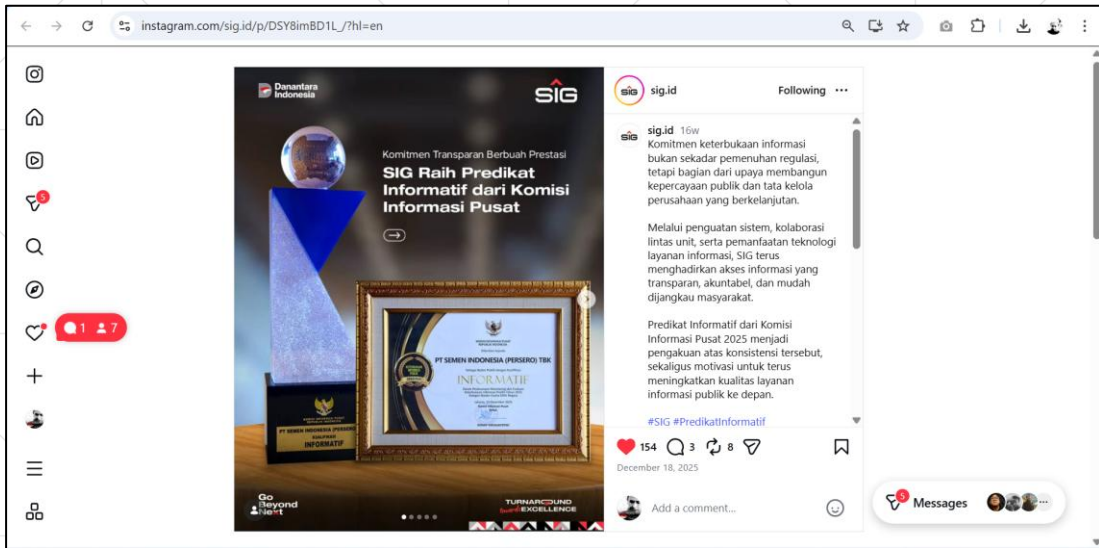 instagram.com/sig.id/p/DSY8imBD1L_/?hl=en
5
1 7
Danantara
Indonesia
SIG
Komitmen Transparan Berbuah Prestasi
SIG Raih Predikat
Informatif dari Komisi
Informasi Pusat
PT SEMEN INDONESIA (PERSERO) TBK
INFORMATIF
PT SEMEN INDONESIA (PERSERO)
INFORMATIF
Go
Beyond
Next
TURNAROUND
EXCELLENCE
SIG
sig.id
Following
SIG
sig.id 16w
Komitmen keterbukaan informasi
bukan sekadar pemenuhan regulasi,
tetapi bagian dari upaya membangun
kepercayaan publik dan tata kelola
perusahaan yang berkelanjutan.
Melalui penguatan sistem, kolaborasi
lintas unit, serta pemanfaatan teknologi
layanan informasi, SIG terus
menghadirkan akses informasi yang
transparan, akuntabel, dan mudah
dijangkau masyarakat.
Predikat Informatif dari Komisi
Informasi Pusat 2025 menjadi
pengakuan atas konsistensi tersebut,
sekaligus motivasi untuk terus
meningkatkan kualitas layanan
informasi publik ke depan.
#SIG #PredikatInformatif
154 3 8
December 18, 2025
Add a comment...
5
Messages